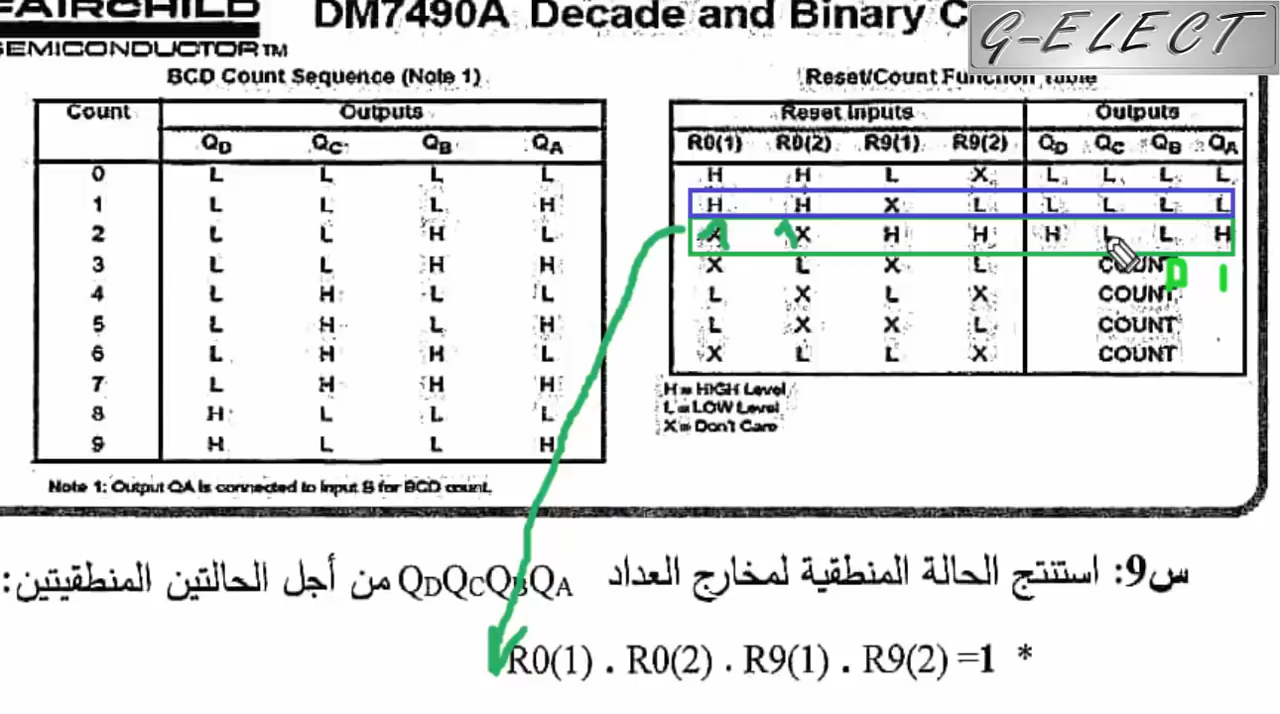 FAIRCHILD
SEMICONDUCTOR™
DM7490A Decade and Binary C
G-ELECT
BCD Count Sequence (Note 1)
Count Outputs
QD QC QB QA
0 L L L L
1 L L L H
2 L L H L
3 L L H H
4 L H L L
5 L H L H
6 L H H L
7 L H H H
8 H L L L
9 H L L H
Note 1: Output QA is connected to input B for BCD count.
Reset/Count Function Table
Reset Inputs Outputs
R0(1) R0(2) R9(1) R9(2) QD QC QB QA
H H L X L L L L
H H X L L L L L
X X H H H L L H
X L X L COUNT
L X L X COUNT
L X X L COUNT
X L L X COUNT
H = HIGH Level
L = LOW Level
X = Don't Care
س9: استنتج الحالة المنطقية لمخارج العداد QDQCQBQA من أجل الحالتين المنطقيتين:
R0(1) . R0(2) . R9(1) . R9(2) =1 *